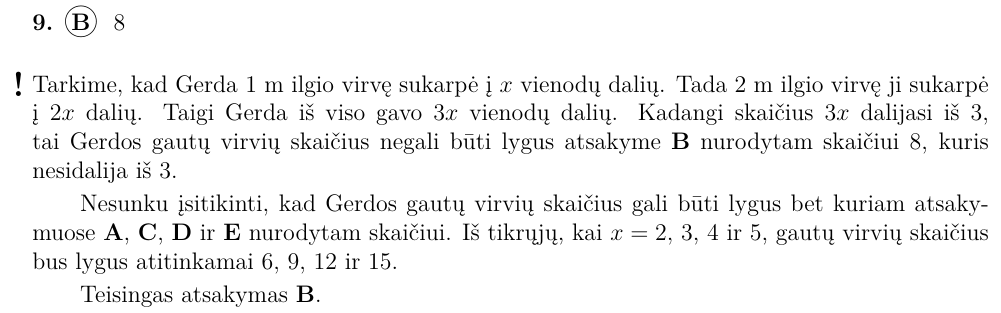 9. B 8
! Tarkime, kad Gerda 1 m ilgio virvę sukarpė į x vienodų dalių. Tada 2 m ilgio virvę ji sukarpė
į 2x dalių. Taigi Gerda iš viso gavo 3x vienodų dalių. Kadangi skaičius 3x dalijasi iš 3,
tai Gerdos gautų virvių skaičius negali būti lygus atsakyme B nurodytam skaičiui 8, kuris
nesidalija iš 3.
Nesunku įsitikinti, kad Gerdos gautų virvių skaičius gali būti lygus bet kuriam atsaky-
muose A, C, D ir E nurodytam skaičiui. Iš tikrųjų, kai x = 2, 3, 4 ir 5, gautų virvių skaičius
bus lygus atitinkamai 6, 9, 12 ir 15.
Teisingas atsakymas B.